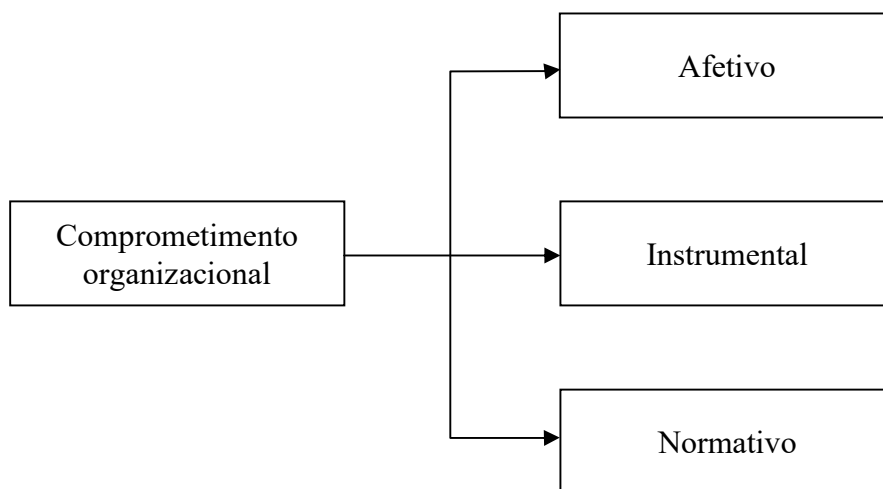 Afetivo
Comprometimento
organizacional
Instrumental
Normativo